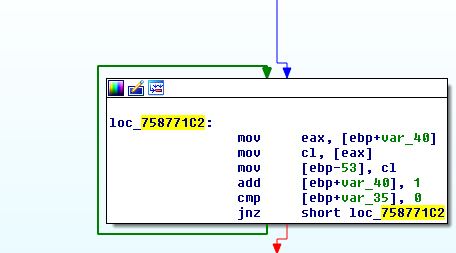 loc_758771C2:
mov eax, [ebp+var_40]
mov cl, [eax]
mov [ebp-53], cl
add [ebp+var_40], 1
cmp [ebp+var_35], 0
jnz short loc_758771C2